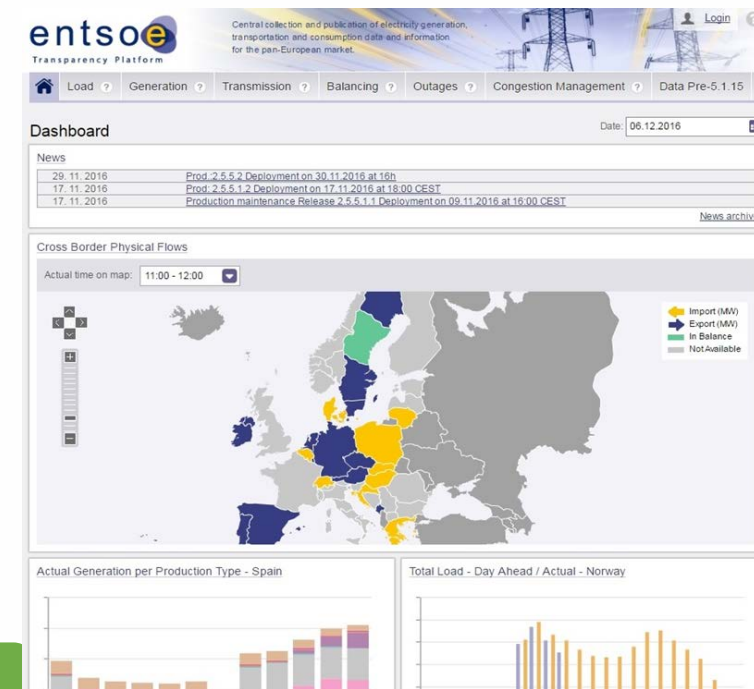 entsoe
Transparency Platform
Central collection and publication of electricity generation,
transportation and consumption data and information
for the pan-European market.
Login
Load ?
Generation ?
Transmission ?
Balancing ?
Outages ?
Congestion Management ?
Data Pre-5.1.15
Dashboard
Date: 06.12.2016
News
29. 11. 2016 Prod.:2.5.5.2 Deployment on 30.11.2016 at 16h
17. 11. 2016 Prod: 2.5.5.1.2 Deployment on 17.11.2016 at 18:00 CEST
17. 11. 2016 Production maintenance Release 2.5.5.1.1 Deployment on 09.11.2016 at 16:00 CEST
News archiv
Cross Border Physical Flows
Actual time on map: 11:00 - 12:00
Import (MW)
Export (MW)
In Balance
Not Available
Actual Generation per Production Type - Spain
Total Load - Day Ahead / Actual - Norway